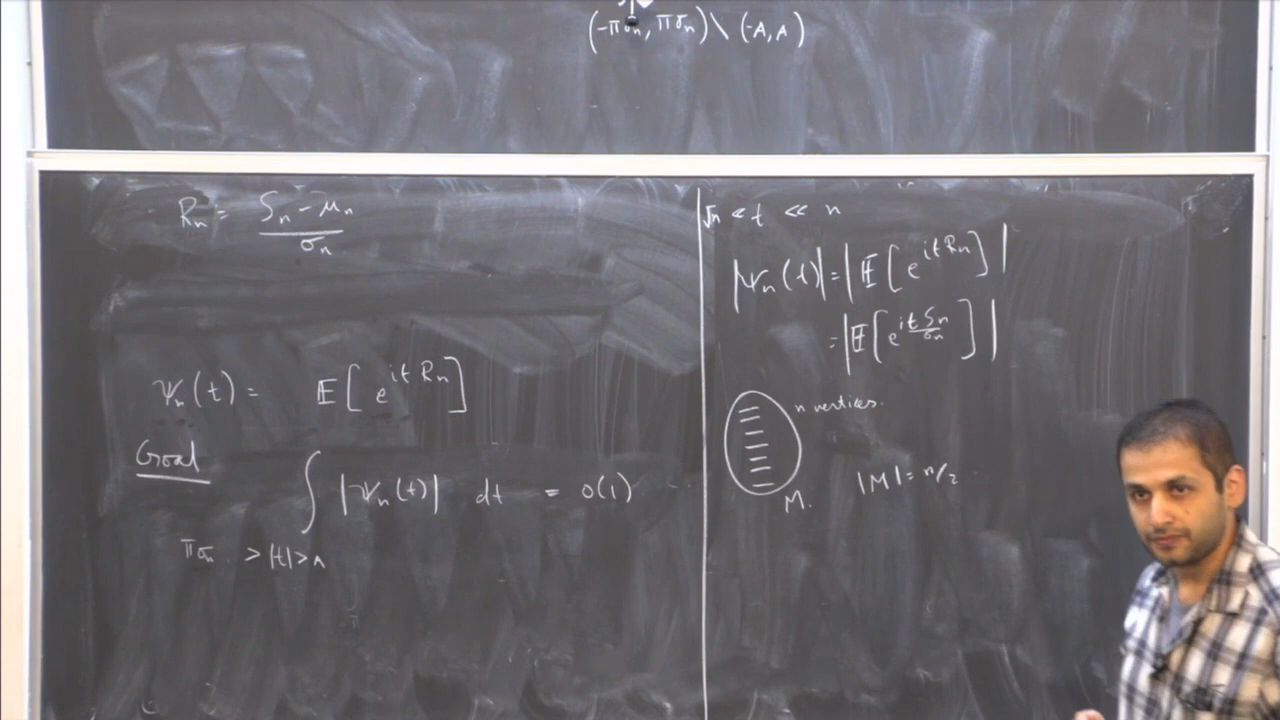 (-πσₙ, πσₙ) \ (-A, A)
Rₙ = (Sₙ - μₙ)/σₙ
ψₙ(t) = 𝔼[e^{itRₙ}]
Goal
∫ |ψₙ(t)| dt = o(1)
πσₙ > |t| > A
√n ≪ t ≪ n
|ψₙ(t)| = |𝔼[e^{itRₙ}]|
= |𝔼[e^{it Sₙ/σₙ}]|
n vertices.
M. |M| = n/2